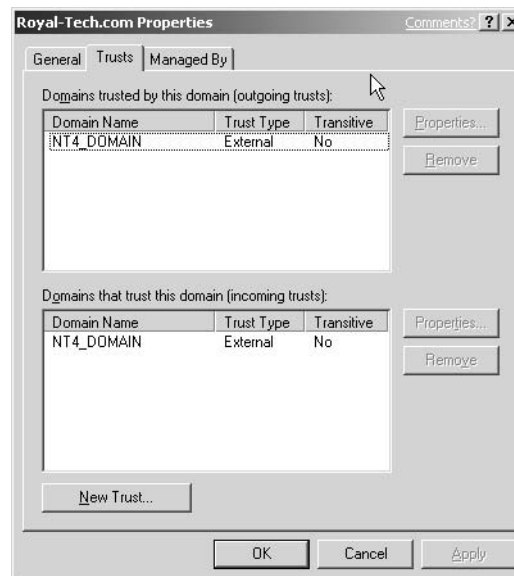 Royal-Tech.com Properties Comments? ? X
General Trusts Managed By
Domains trusted by this domain (outgoing trusts):
Domain Name Trust Type Transitive
NT4_DOMAIN External No
Properties...
Remove
Domains that trust this domain (incoming trusts):
Domain Name Trust Type Transitive
NT4_DOMAIN External No
Properties...
Remove
New Trust...
OK Cancel Apply